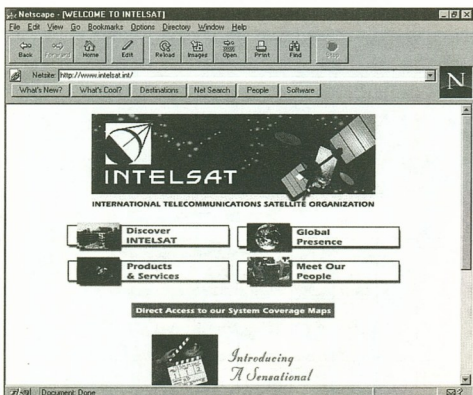 Netscape - [WELCOME TO INTELSAT]
File Edit View Go Bookmarks Options Directory Window Help
Back Forward Home Edit Reload Images Open Print Find Stop
Netsite: http://www.intelsat.int/
What's New? What's Cool? Destinations Net Search People Software
N
INTELSAT
INTERNATIONAL TELECOMMUNICATIONS SATELLITE ORGANIZATION
Discover
INTELSAT
Global
Presence
Products
& Services
Meet Our
People
Direct Access to our System Coverage Maps
Introducing
A Sensational
Document: Done